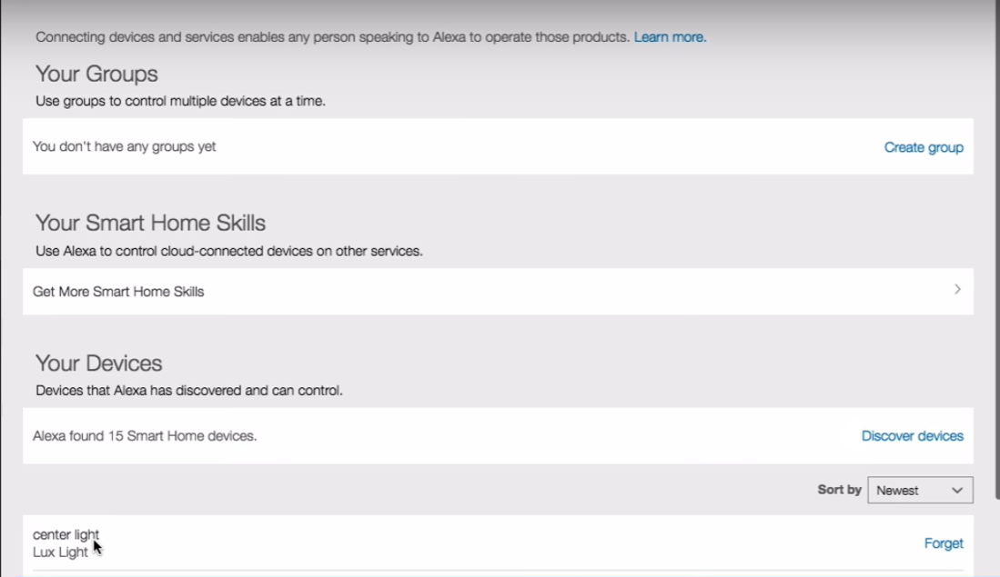 Connecting devices and services enables any person speaking to Alexa to operate those products. Learn more.
Your Groups
Use groups to control multiple devices at a time.
You don't have any groups yet
Create group
Your Smart Home Skills
Use Alexa to control cloud-connected devices on other services.
Get More Smart Home Skills
Your Devices
Devices that Alexa has discovered and can control.
Alexa found 15 Smart Home devices.
Discover devices
Sort by Newest
center light
Lux Light
Forget